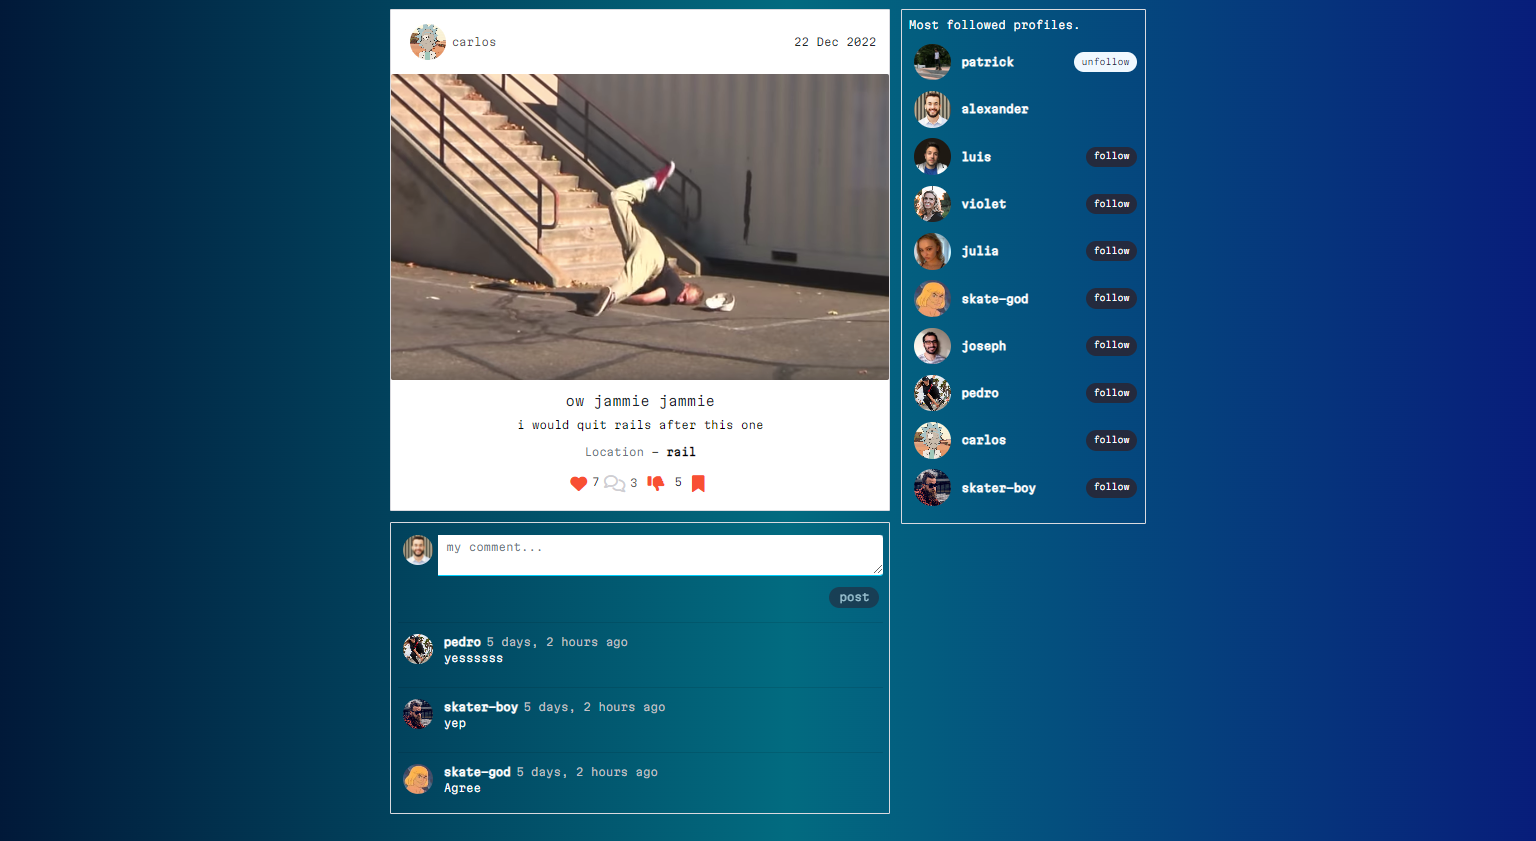 carlos
22 Dec 2022
ow jammie jammie
i would quit rails after this one
Location - rail
7 3 5
my comment...
post
pedro 5 days, 2 hours ago
yessssss
skater-boy 5 days, 2 hours ago
yep
skate-god 5 days, 2 hours ago
Agree
Most followed profiles.
patrick unfollow
alexander
luis follow
violet follow
julia follow
skate-god follow
joseph follow
pedro follow
carlos follow
skater-boy follow